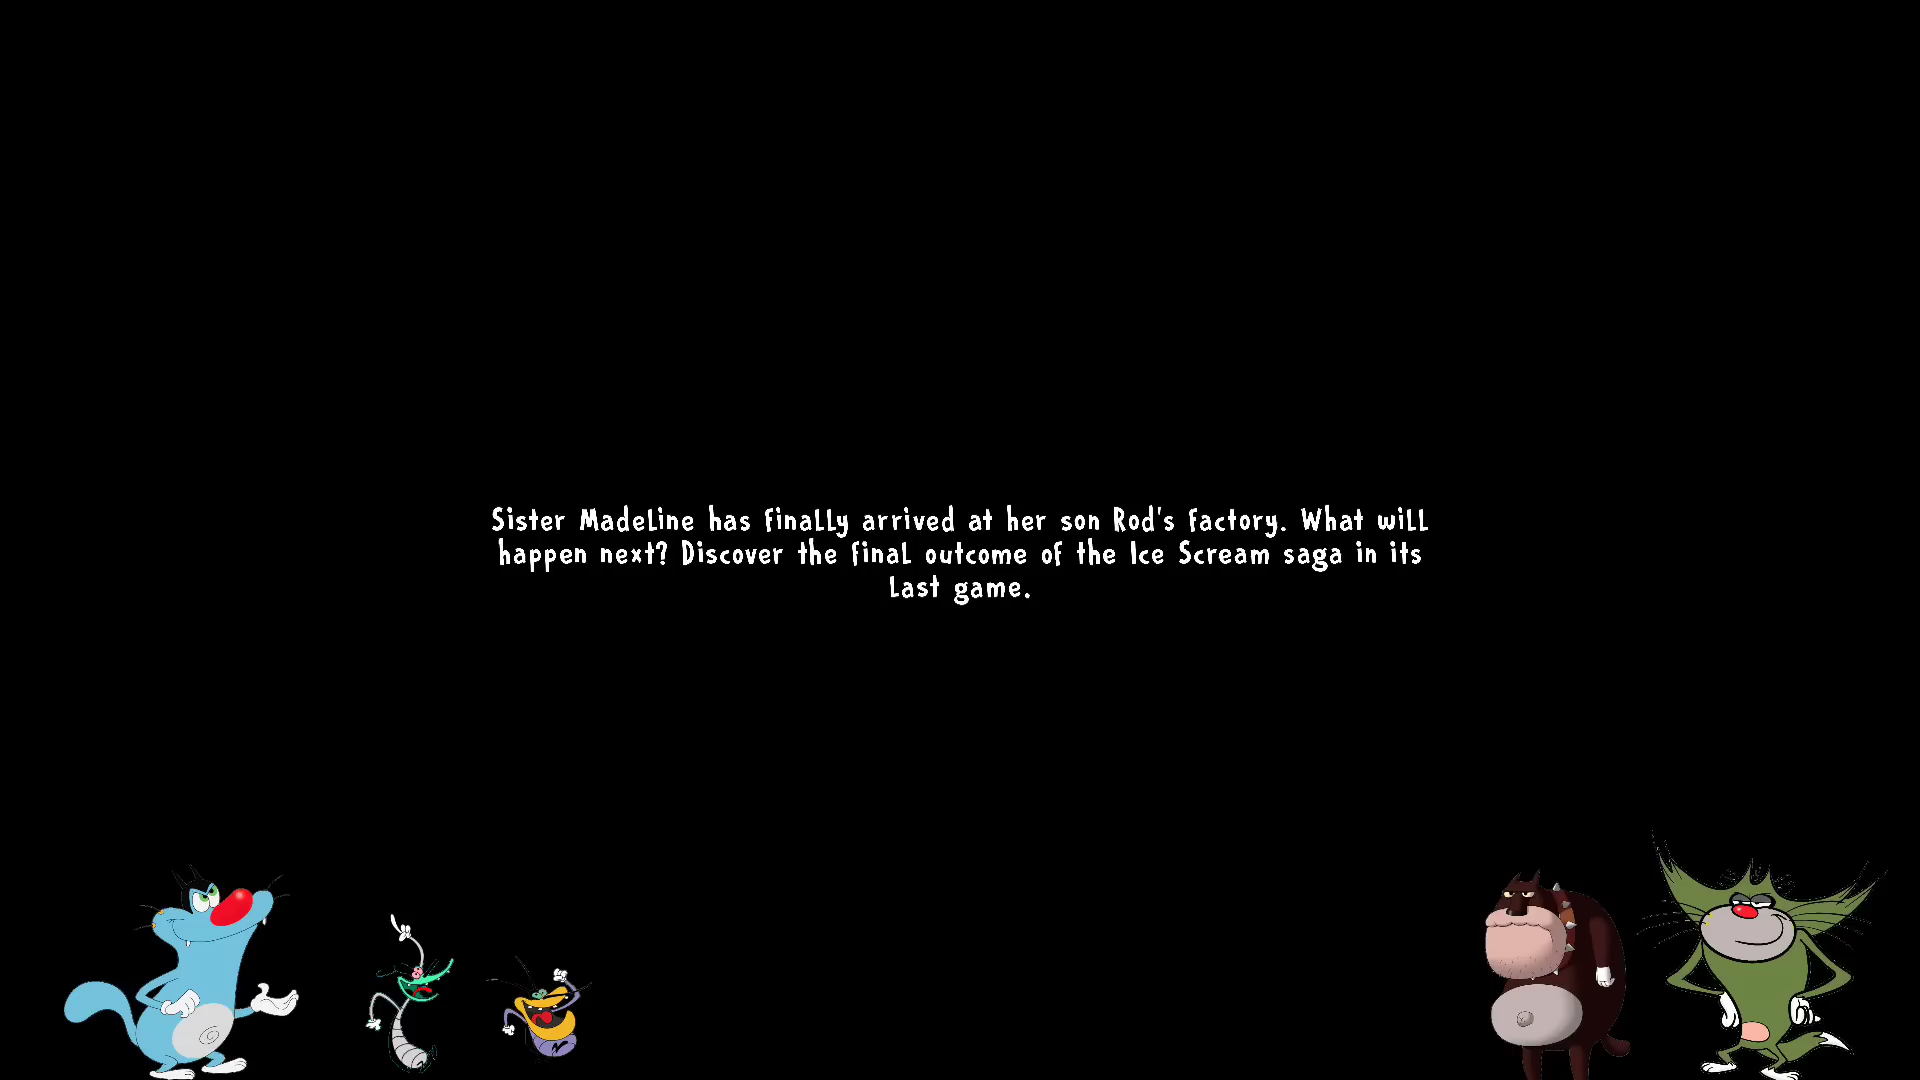 Sister Madeline has finally arrived at her son Rod's factory. What will
happen next? Discover the final outcome of the Ice Scream saga in its
last game.